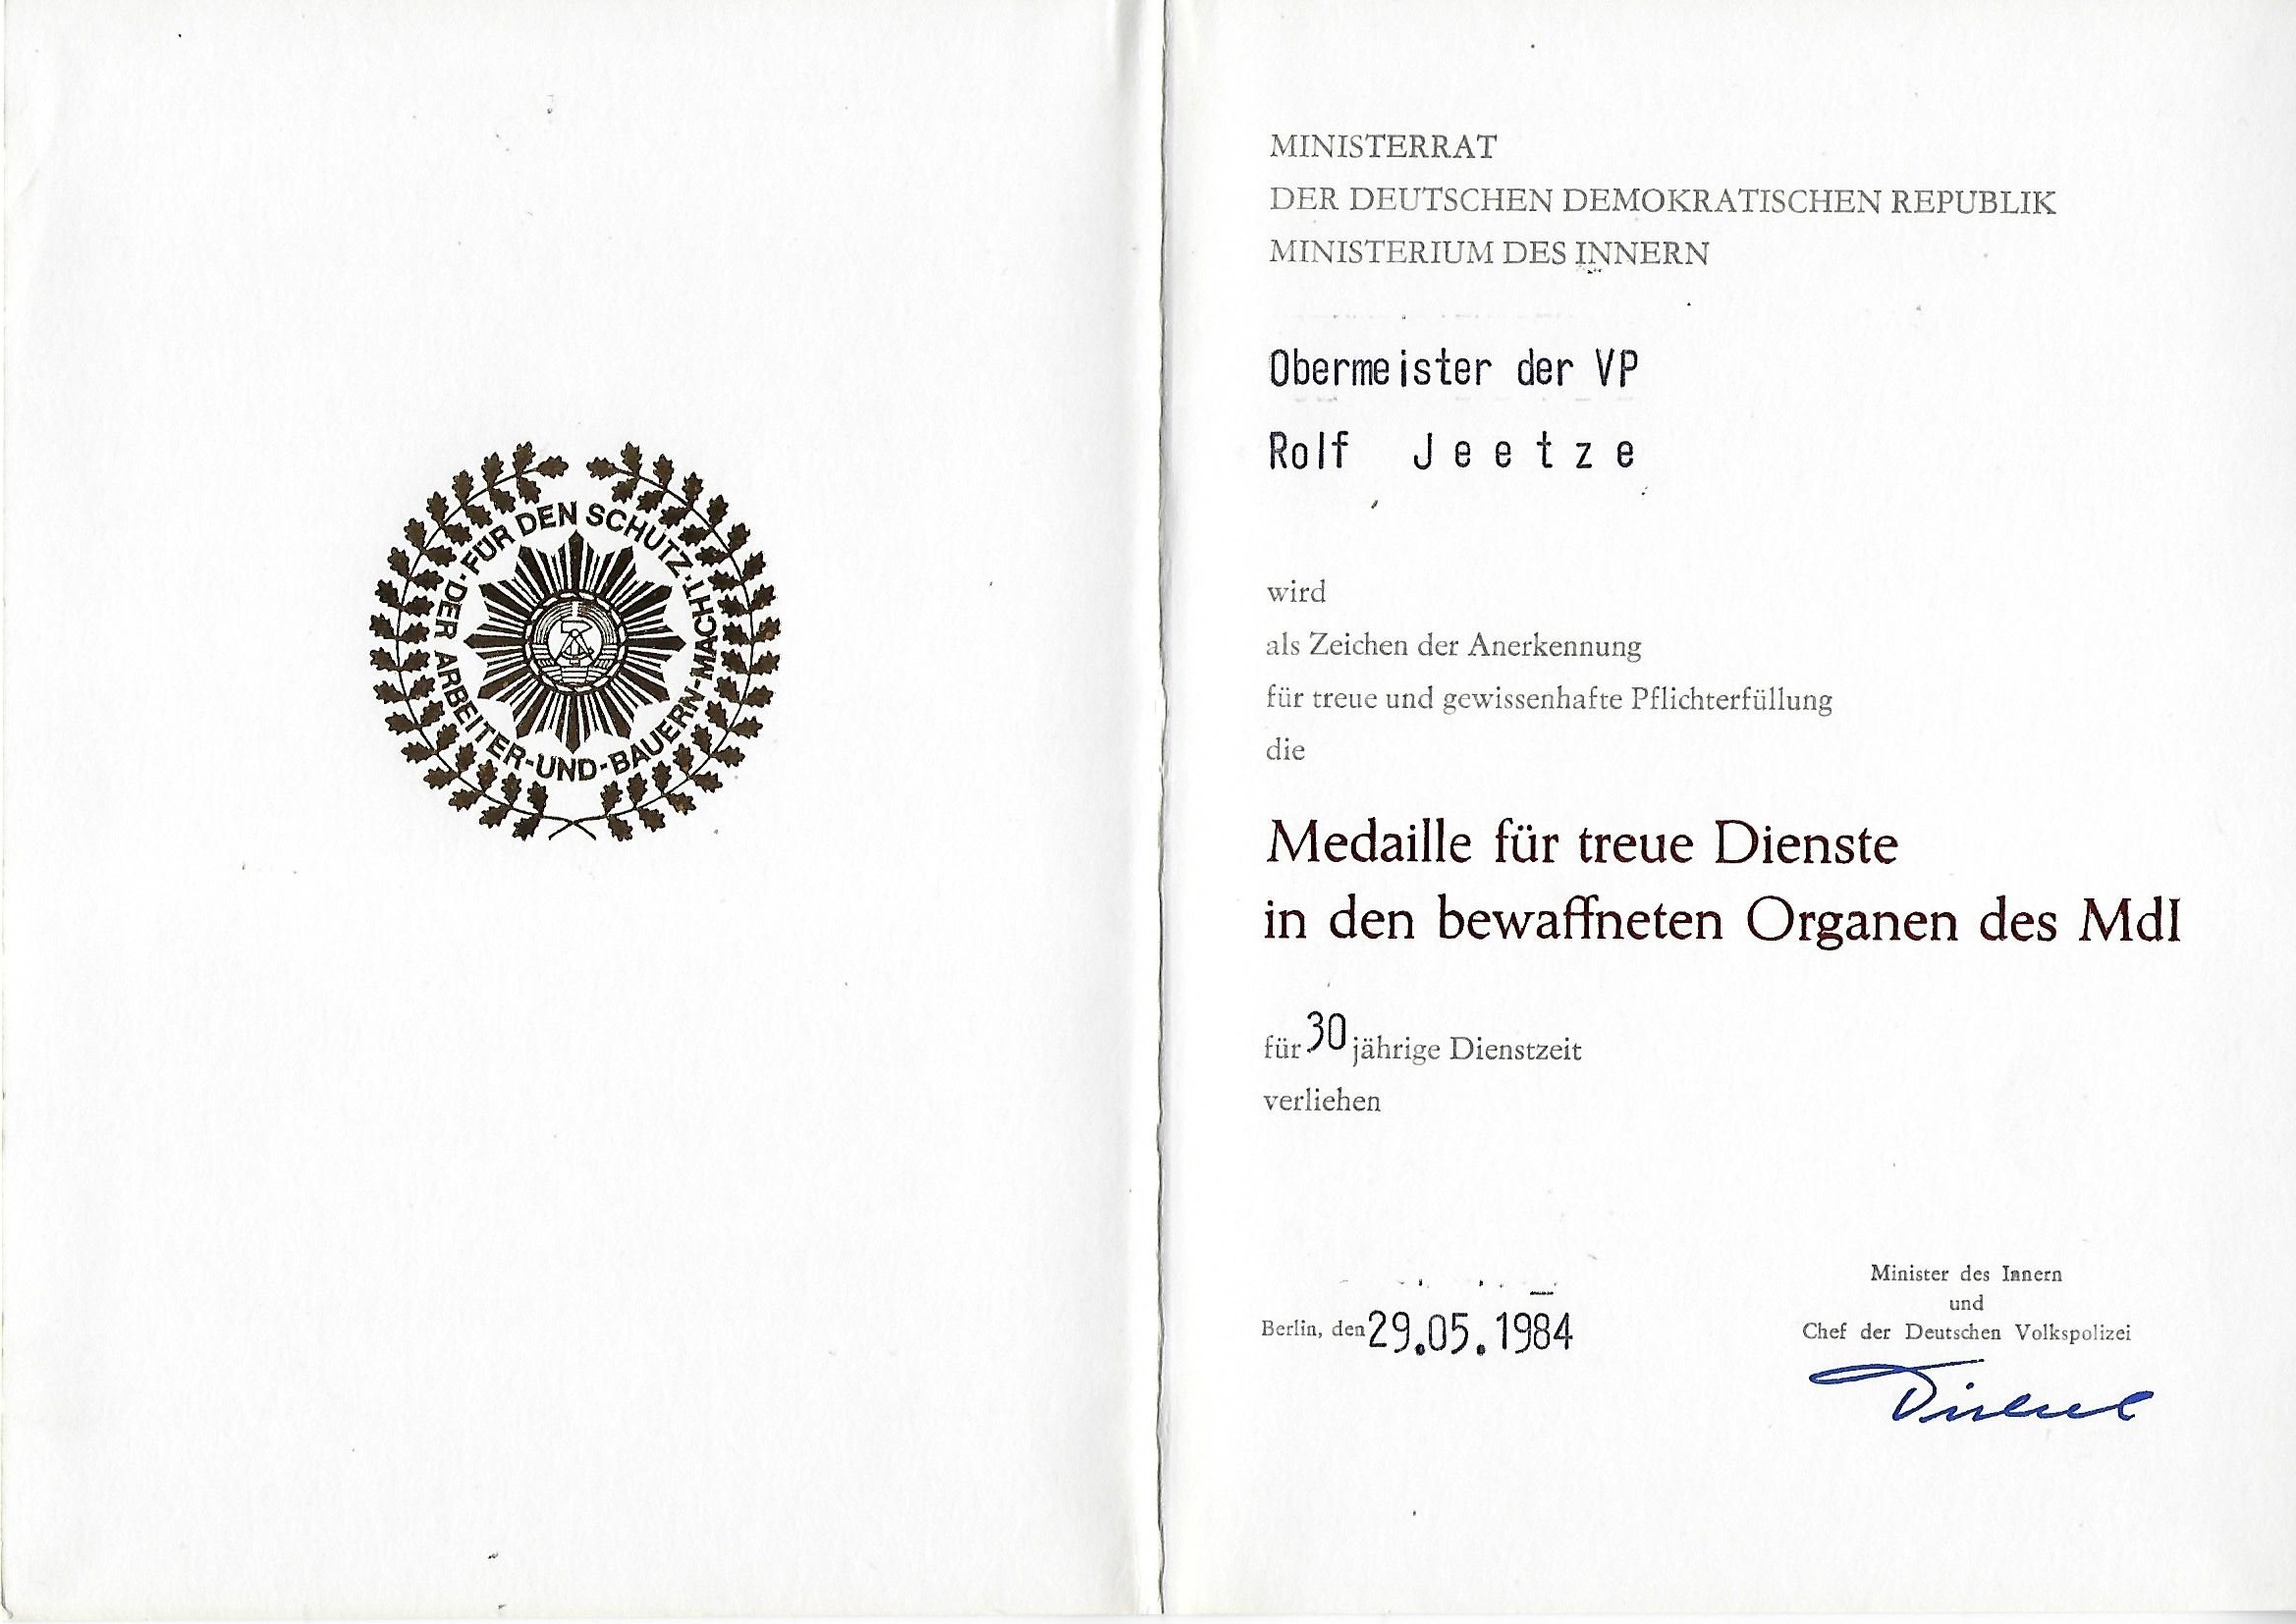 FÜR DEN SCHUTZ · DER ARBEITER-UND-BAUERN-MACHT ·
MINISTERRAT
DER DEUTSCHEN DEMOKRATISCHEN REPUBLIK
MINISTERIUM DES INNERN
Obermeister der VP
Rolf Jeetze
wird
als Zeichen der Anerkennung
für treue und gewissenhafte Pflichterfüllung
die
Medaille für treue Dienste
in den bewaffneten Organen des MdI
für 30 jährige Dienstzeit
verliehen
Berlin, den 29.05.1984
Minister des Innern
und
Chef der Deutschen Volkspolizei